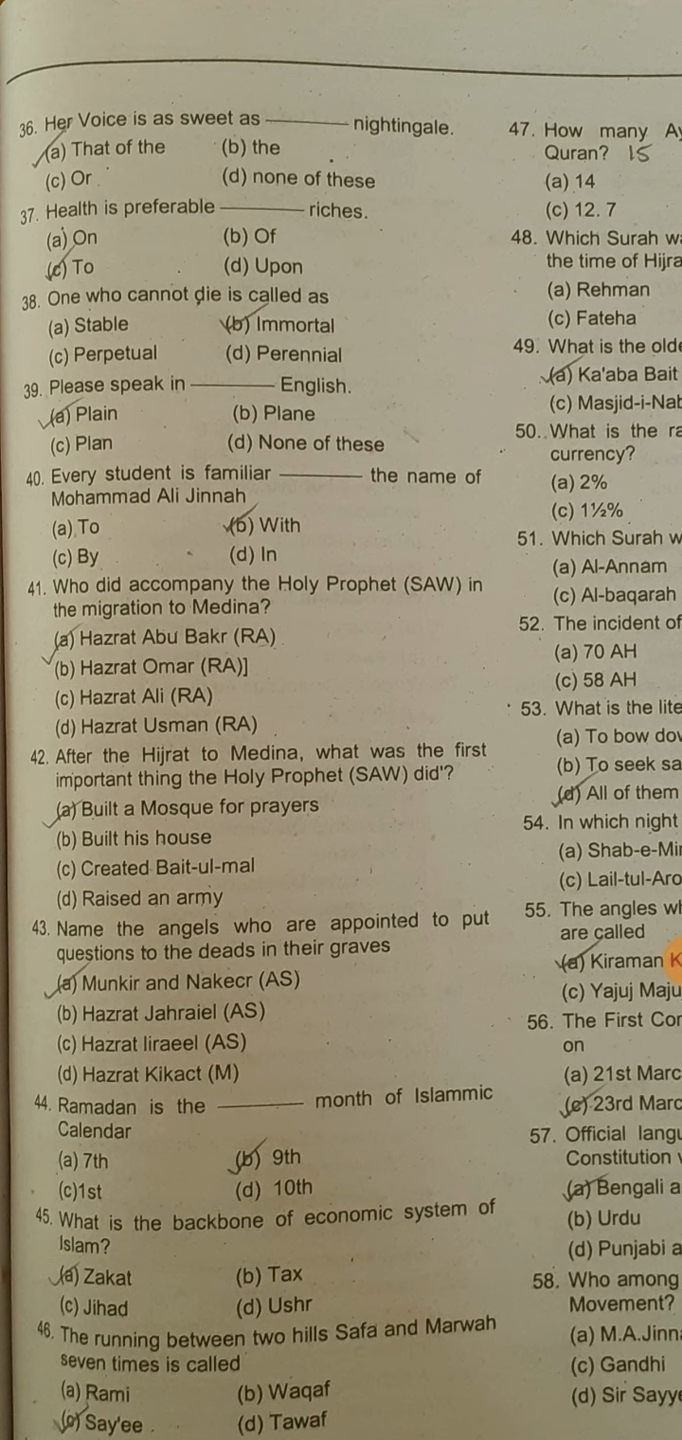 36. Her Voice is as sweet as ——— nightingale.
(a) That of the (b) the
(c) Or (d) none of these
37. Health is preferable ——— riches.
(a) On (b) Of
(c) To (d) Upon
38. One who cannot die is called as
(a) Stable (b) Immortal
(c) Perpetual (d) Perennial
39. Please speak in ——— English.
(a) Plain (b) Plane
(c) Plan (d) None of these
40. Every student is familiar ——— the name of
Mohammad Ali Jinnah
(a) To (b) With
(c) By (d) In
41. Who did accompany the Holy Prophet (SAW) in
the migration to Medina?
(a) Hazrat Abu Bakr (RA)
(b) Hazrat Omar (RA)]
(c) Hazrat Ali (RA)
(d) Hazrat Usman (RA)
42. After the Hijrat to Medina, what was the first
important thing the Holy Prophet (SAW) did'?
(a) Built a Mosque for prayers
(b) Built his house
(c) Created Bait-ul-mal
(d) Raised an army
43. Name the angels who are appointed to put
questions to the deads in their graves
(a) Munkir and Nakecr (AS)
(b) Hazrat Jahraiel (AS)
(c) Hazrat liraeel (AS)
(d) Hazrat Kikact (M)
44. Ramadan is the ——— month of Islammic
Calendar
(a) 7th (b) 9th
(c)1st (d) 10th
45. What is the backbone of economic system of
Islam?
(a) Zakat (b) Tax
(c) Jihad (d) Ushr
46. The running between two hills Safa and Marwah
seven times is called
(a) Rami (b) Waqaf
(c) Say'ee (d) Tawaf
47. How many Ay
Quran? 15
(a) 14
(c) 12. 7
48. Which Surah wa
the time of Hijra
(a) Rehman
(c) Fateha
49. What is the olde
(a) Ka'aba Bait
(c) Masjid-i-Nab
50. What is the ra
currency?
(a) 2%
(c) 1½%
51. Which Surah w
(a) Al-Annam
(c) Al-baqarah
52. The incident of
(a) 70 AH
(c) 58 AH
53. What is the lite
(a) To bow dow
(b) To seek sa
(d) All of them
54. In which night
(a) Shab-e-Mir
(c) Lail-tul-Aro
55. The angles wh
are called
(a) Kiraman K
(c) Yajuj Maju
56. The First Con
on
(a) 21st Marc
(c) 23rd Marc
57. Official langu
Constitution
(a) Bengali a
(b) Urdu
(d) Punjabi a
58. Who among
Movement?
(a) M.A.Jinna
(c) Gandhi
(d) Sir Sayye